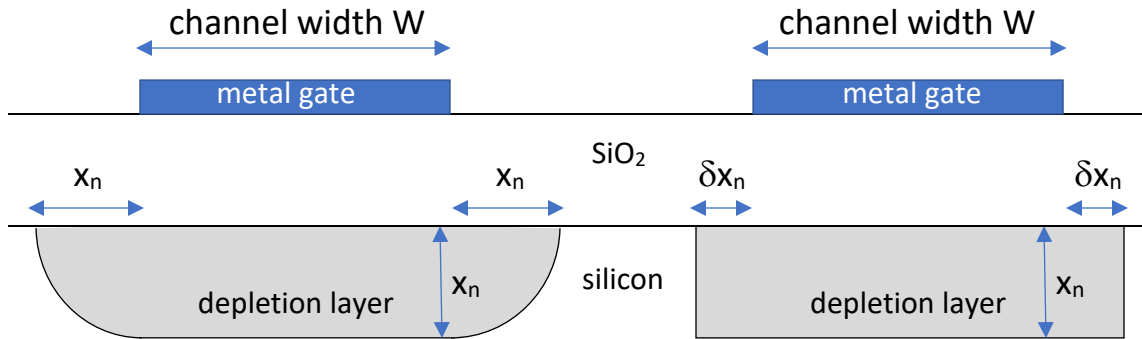 channel width W
channel width W
metal gate
metal gate
SiO₂
xₙ
xₙ
δxₙ
δxₙ
depletion layer
xₙ
silicon
depletion layer
xₙ